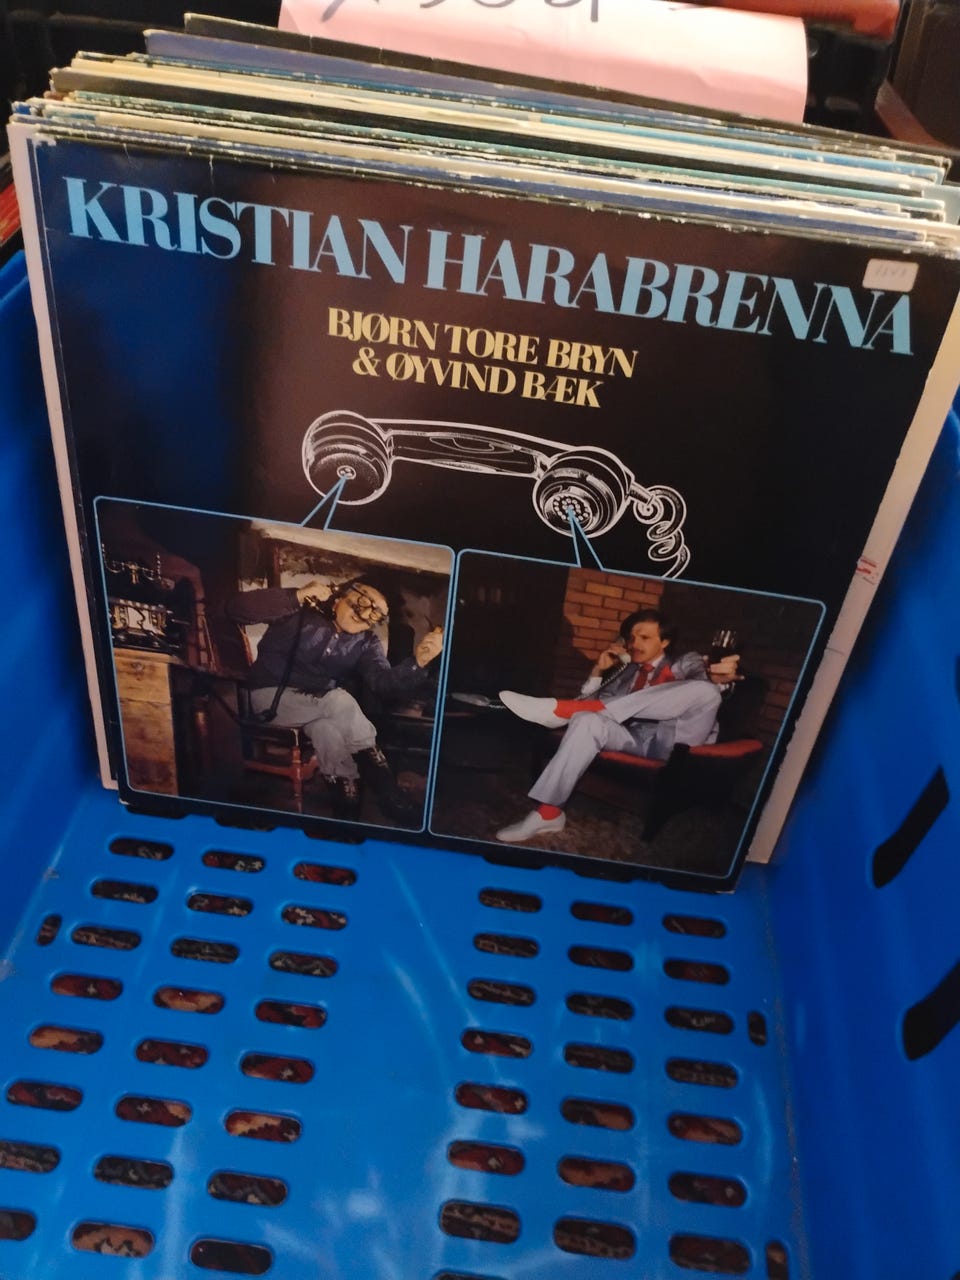 KRISTIAN HARABRENNA
BJØRN TORE BRYN
& ØYVIND BÆK